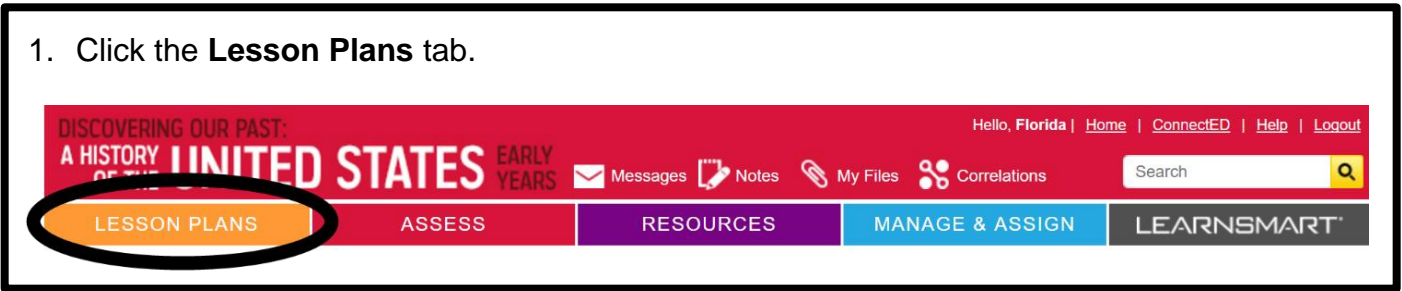 1. Click the Lesson Plans tab.
DISCOVERING OUR PAST:
Hello, Florida | Home | ConnectED | Help | Logout
A HISTORY OF THE UNITED STATES EARLY YEARS
Messages Notes My Files Correlations Search
LESSON PLANS ASSESS RESOURCES MANAGE & ASSIGN LEARNSMART